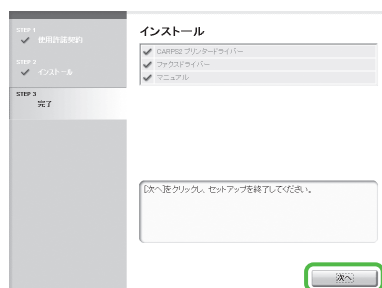 STEP 1
使用許諾契約
STEP 2
インストール
STEP 3
完了
インストール
CARPS2 プリンタードライバー
ファクスドライバー
マニュアル
[次へ]をクリックし、セットアップを終了してください。
次へ